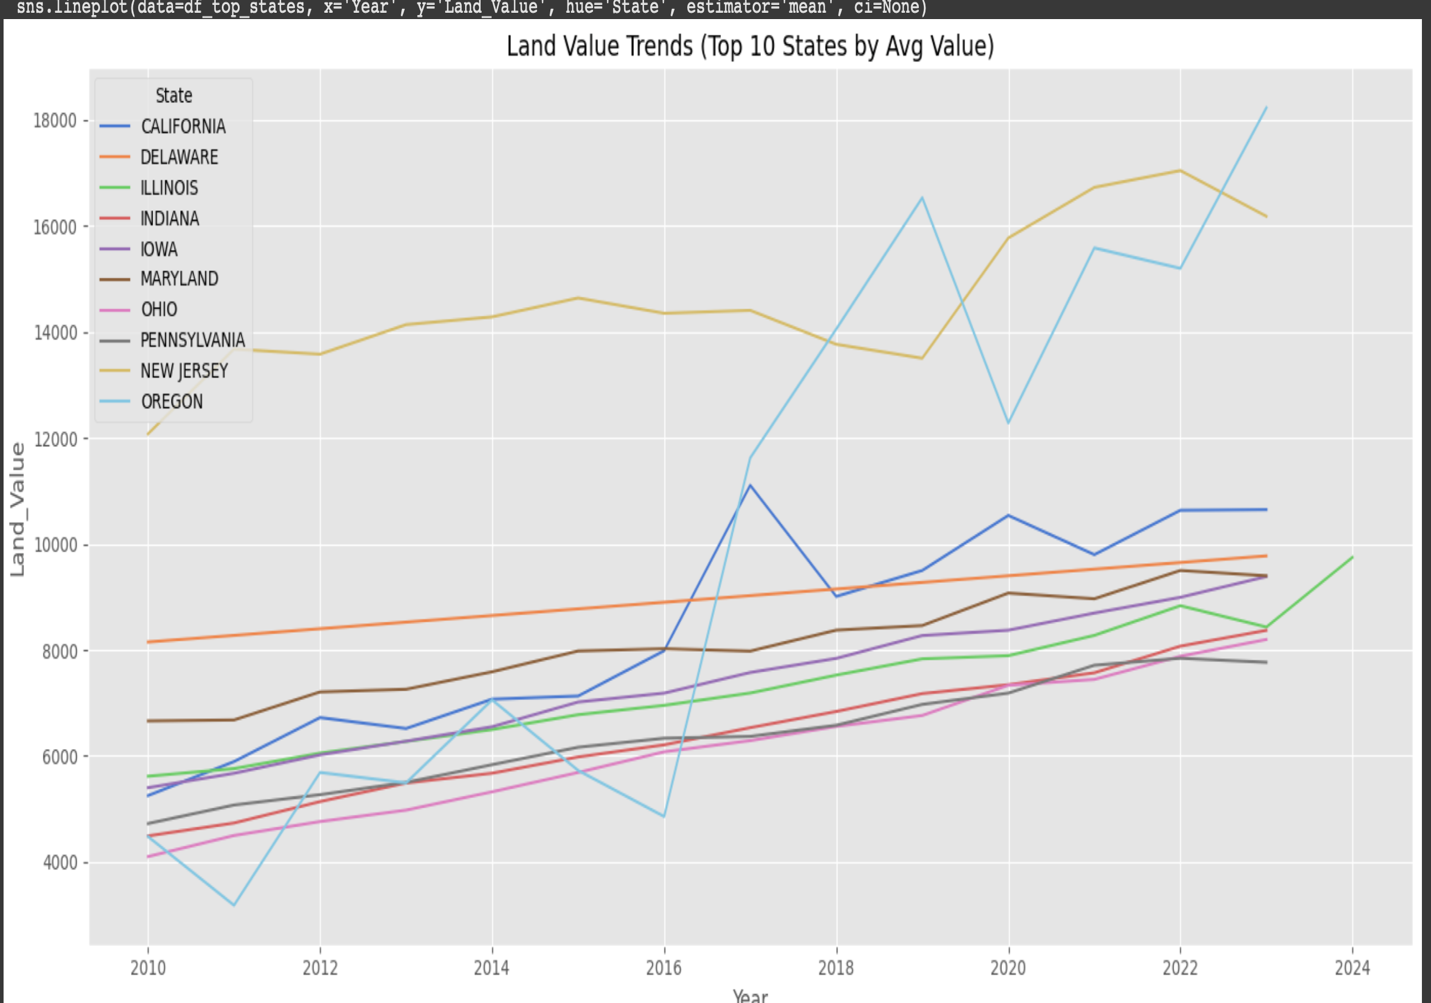 sns.lineplot(data=df_top_states, x='Year', y='Land_Value', hue='State', estimator='mean', ci=None)
Land Value Trends (Top 10 States by Avg Value)
State
CALIFORNIA
DELAWARE
ILLINOIS
INDIANA
IOWA
MARYLAND
OHIO
PENNSYLVANIA
NEW JERSEY
OREGON
18000
16000
14000
12000
10000
8000
6000
4000
Land_Value
2010 2012 2014 2016 2018 2020 2022 2024
Year